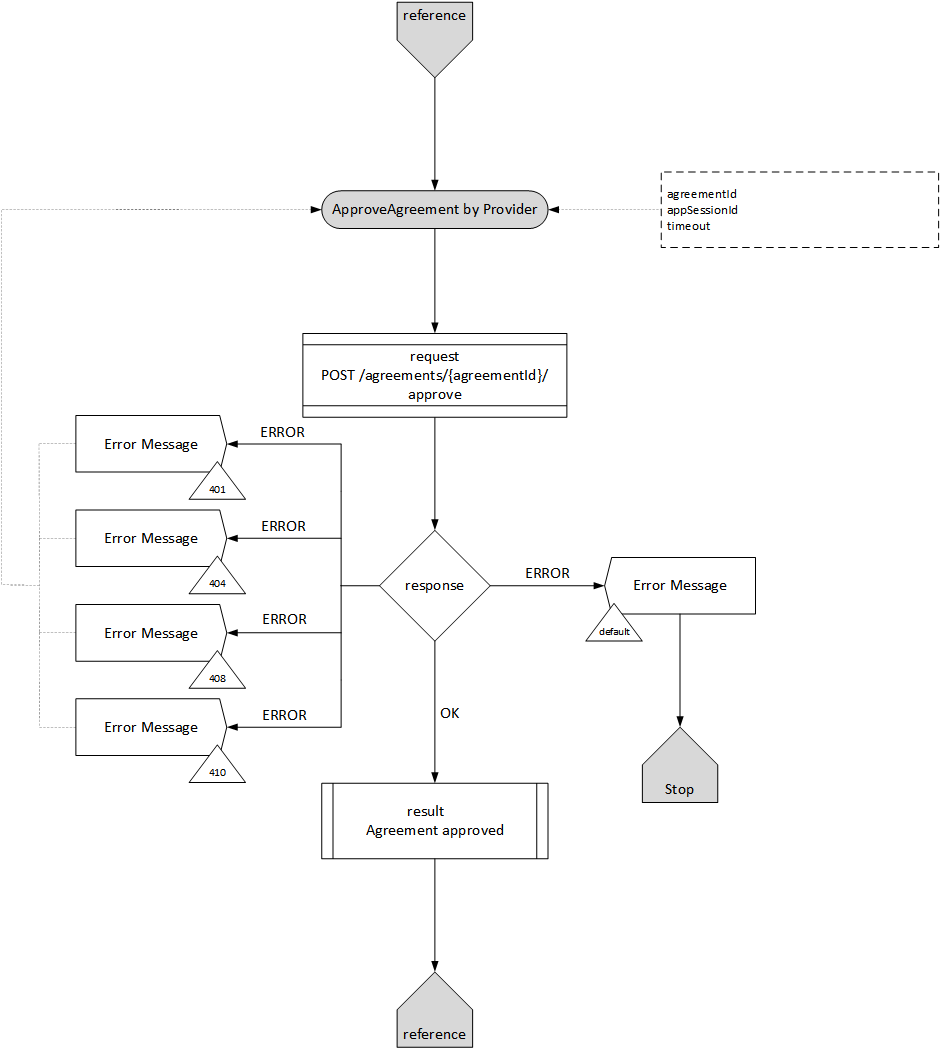 reference
ApproveAgreement by Provider
agreementId
appSessionId
timeout
request
POST /agreements/{agreementId}/
approve
ERROR
Error Message
401
ERROR
Error Message
404
response
ERROR
Error Message
default
ERROR
Error Message
408
ERROR
Error Message
410
OK
Stop
result
Agreement approved
reference